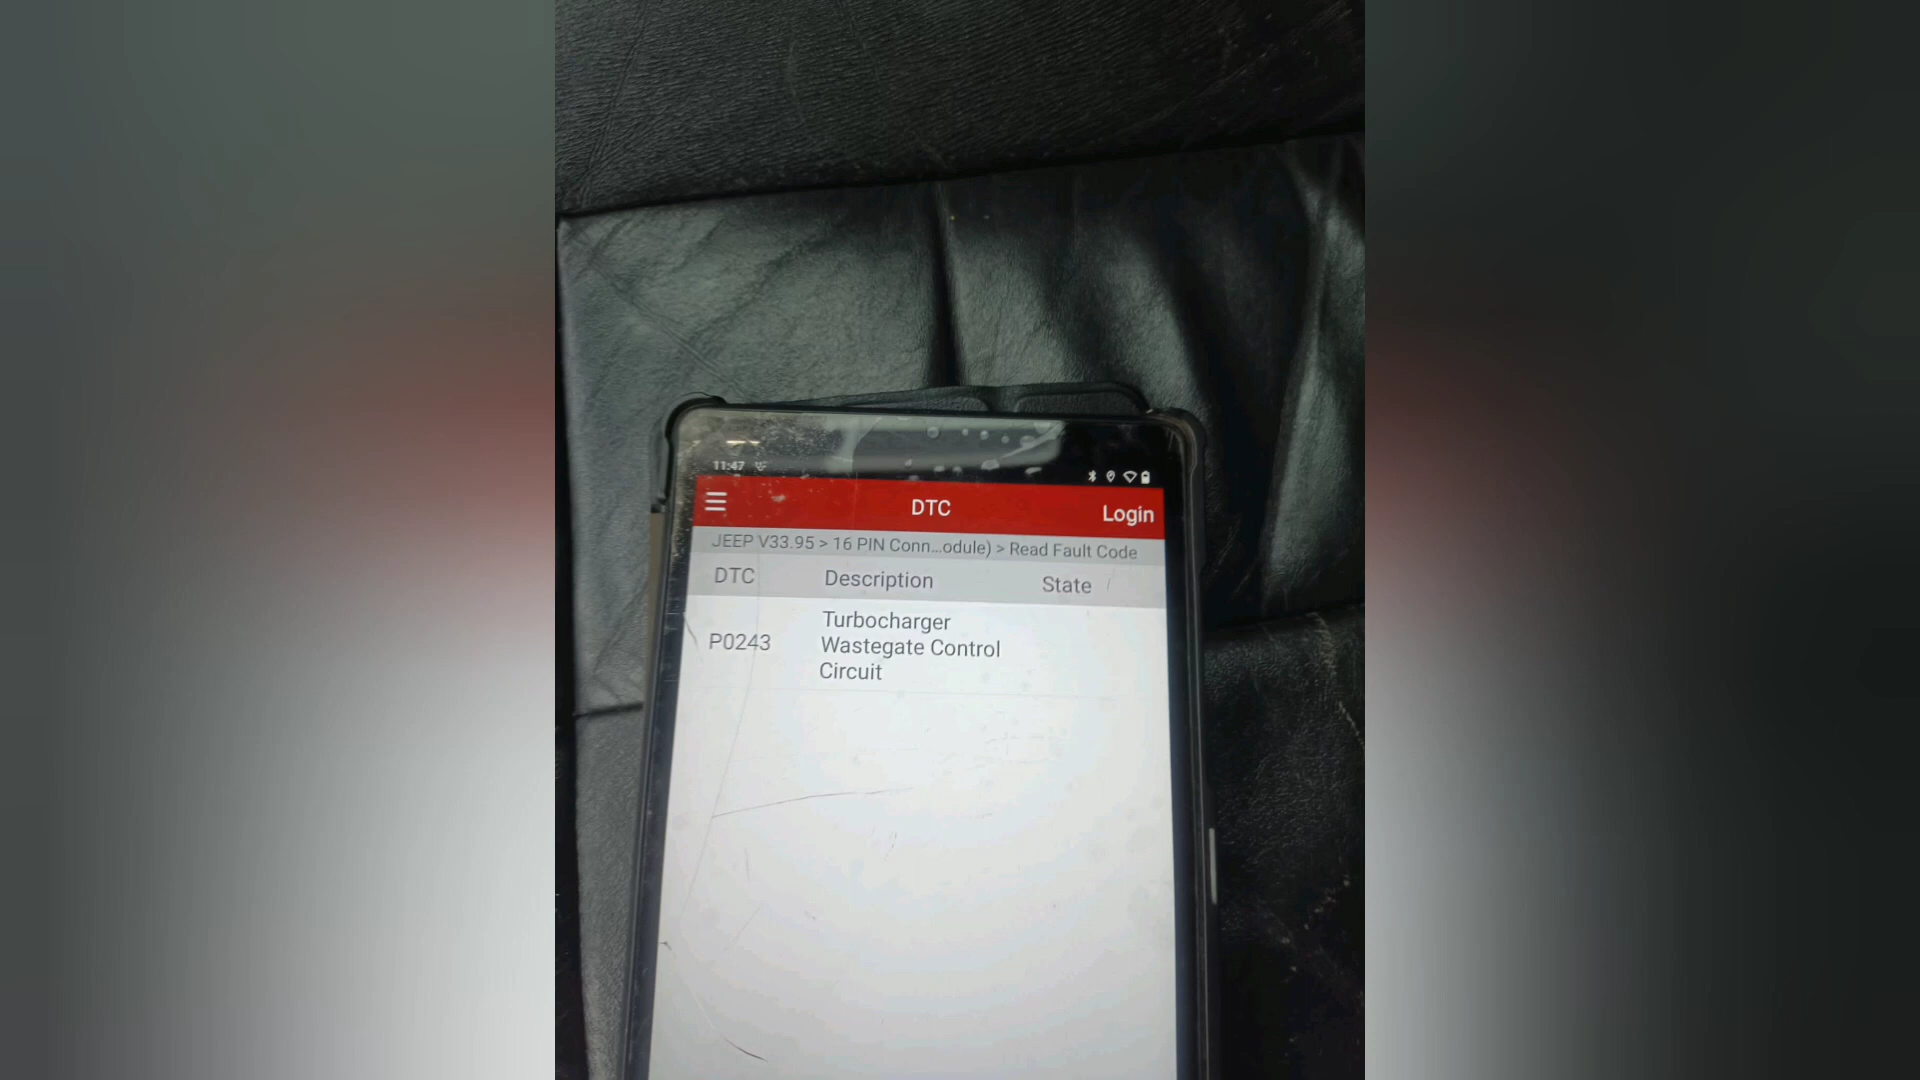 11:47
DTC Login
JEEP V33.95 > 16 PIN Conn...odule) > Read Fault Code
DTC Description State
P0243 Turbocharger
Wastegate Control
Circuit